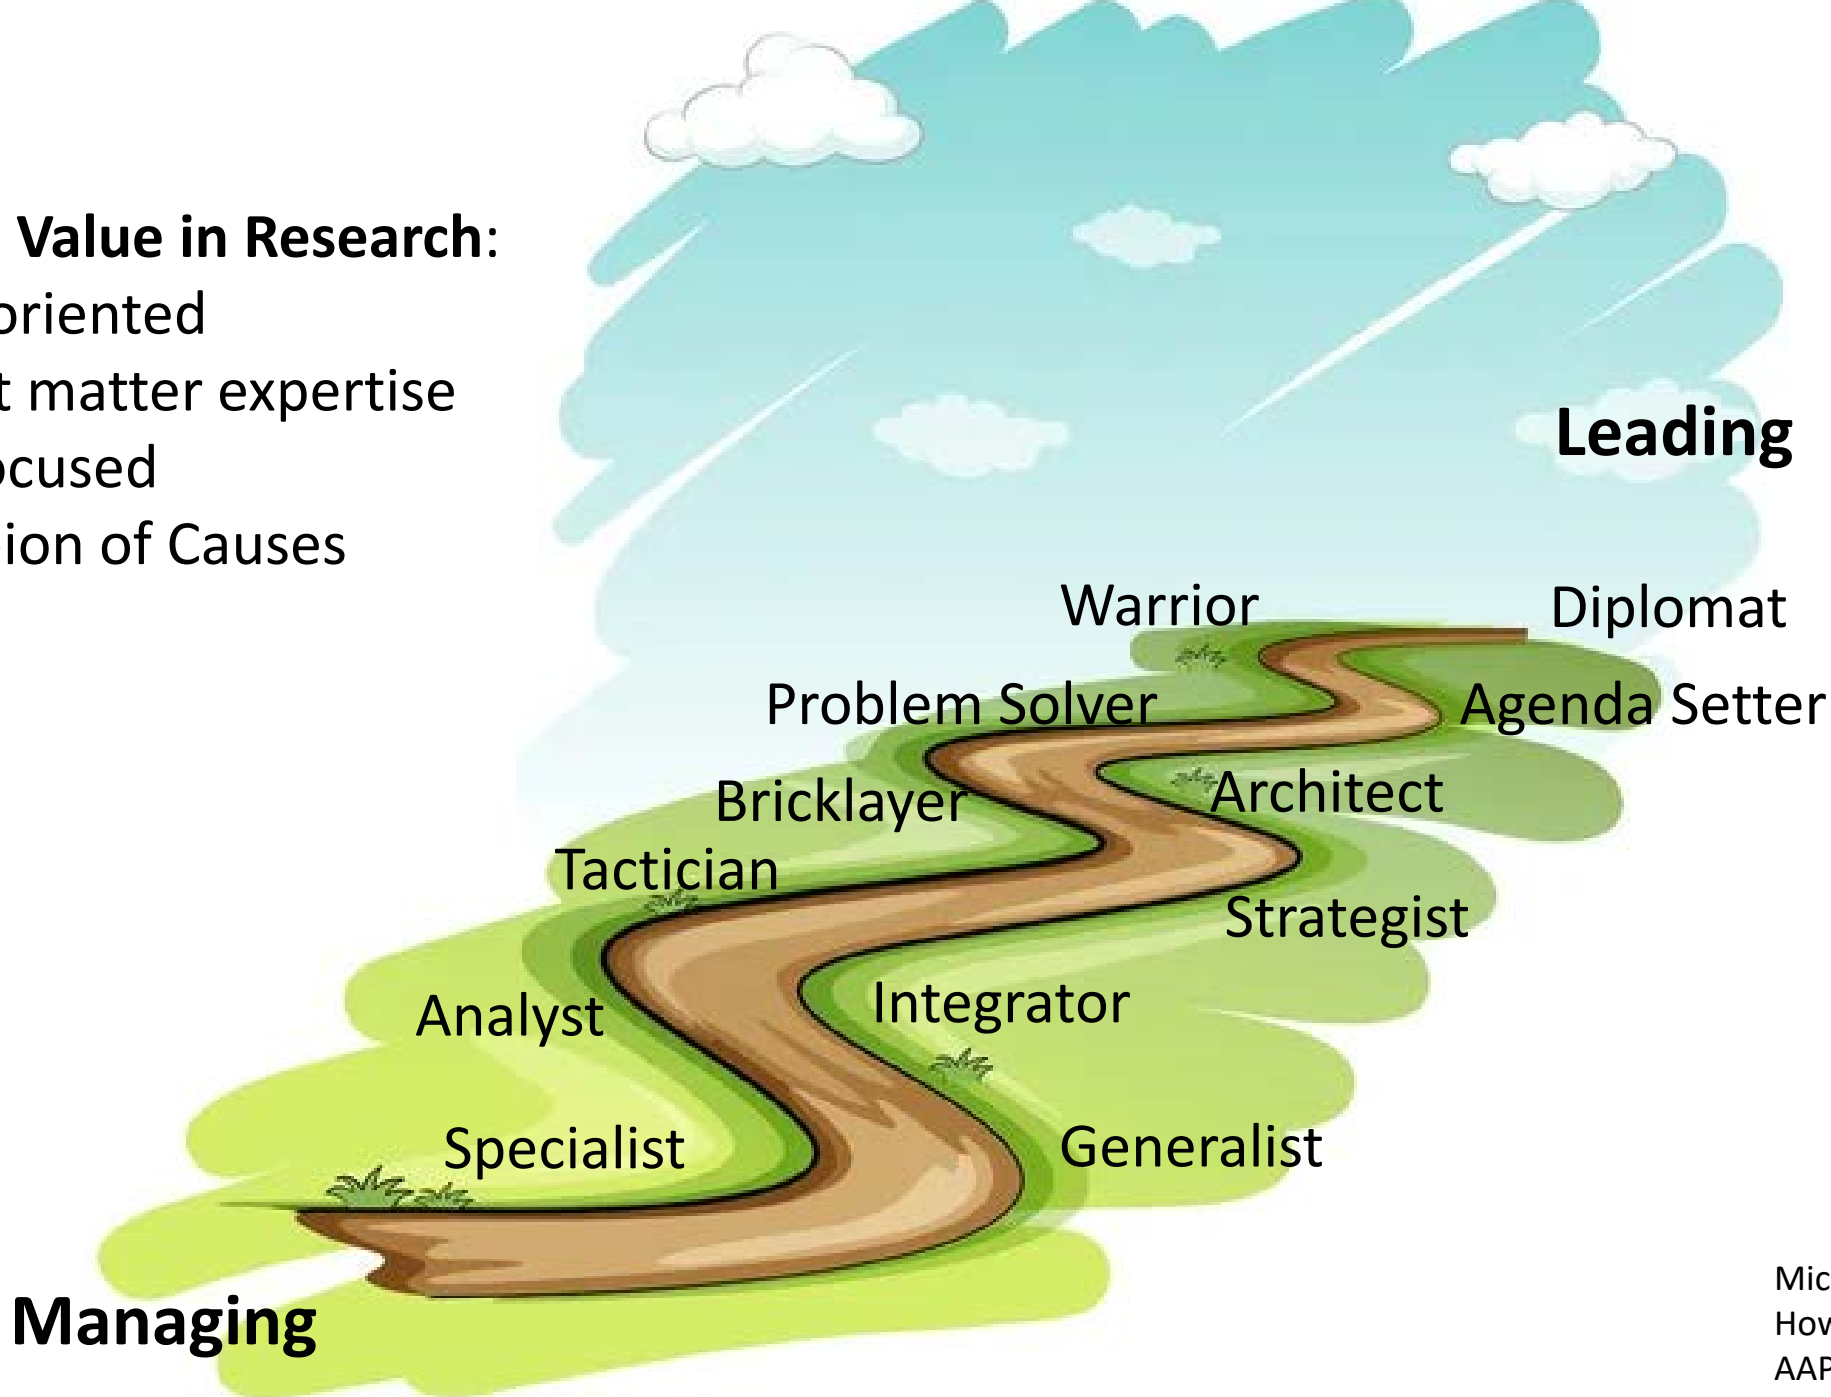 Value in Research:
oriented
t matter expertise
ocused
ion of Causes
Leading
Warrior Diplomat
Problem Solver Agenda Setter
Bricklayer Architect
Tactician Strategist
Analyst Integrator
Specialist Generalist
Managing
Mic
How
AAP